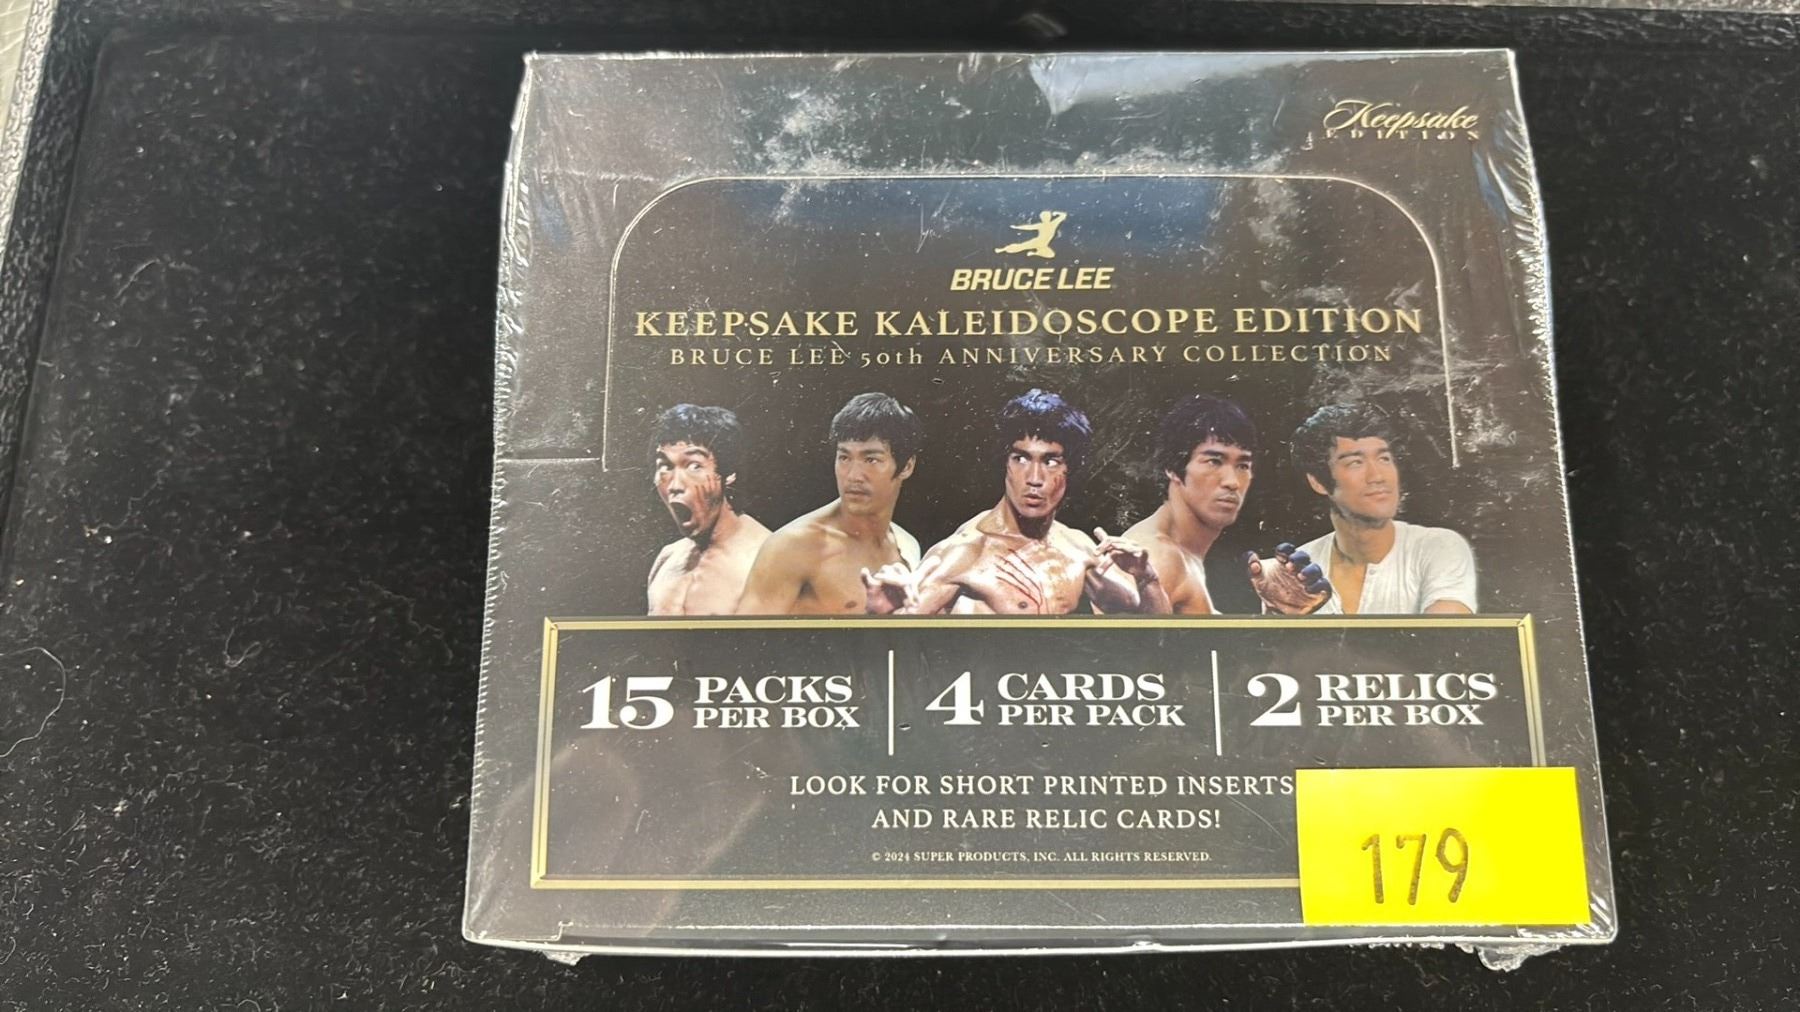 Keepsake
EDITION
BRUCE LEE
KEEPSAKE KALEIDOSCOPE EDITION
BRUCE LEE 50th ANNIVERSARY COLLECTION
15 PACKS PER BOX
4 CARDS PER PACK
2 RELICS PER BOX
LOOK FOR SHORT PRINTED INSERTS
AND RARE RELIC CARDS!
© 2024 SUPER PRODUCTS, INC. ALL RIGHTS RESERVED.
179